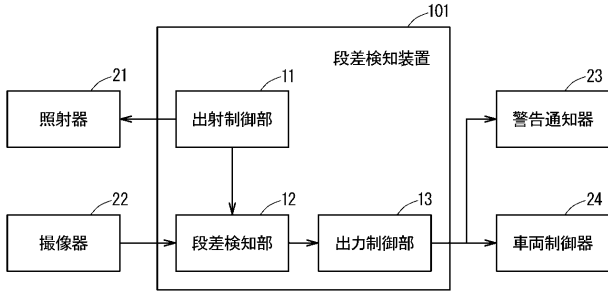 101
段差検知装置
21
照射器
11
出射制御部
23
警告通知器
22
撮像器
12
段差検知部
13
出力制御部
24
車両制御器